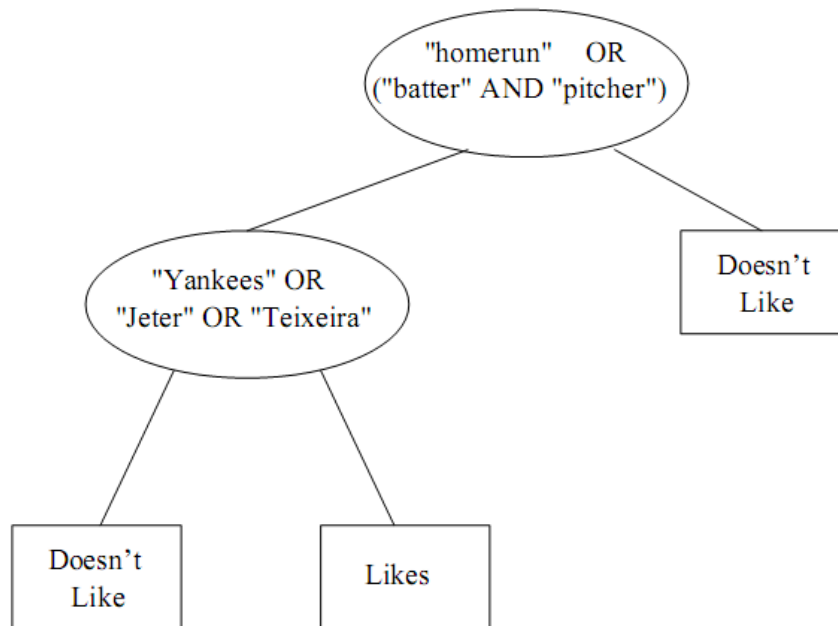 "homerun" OR
("batter" AND "pitcher")
"Yankees" OR
"Jeter" OR "Teixeira"
Doesn't
Like
Doesn't
Like
Likes